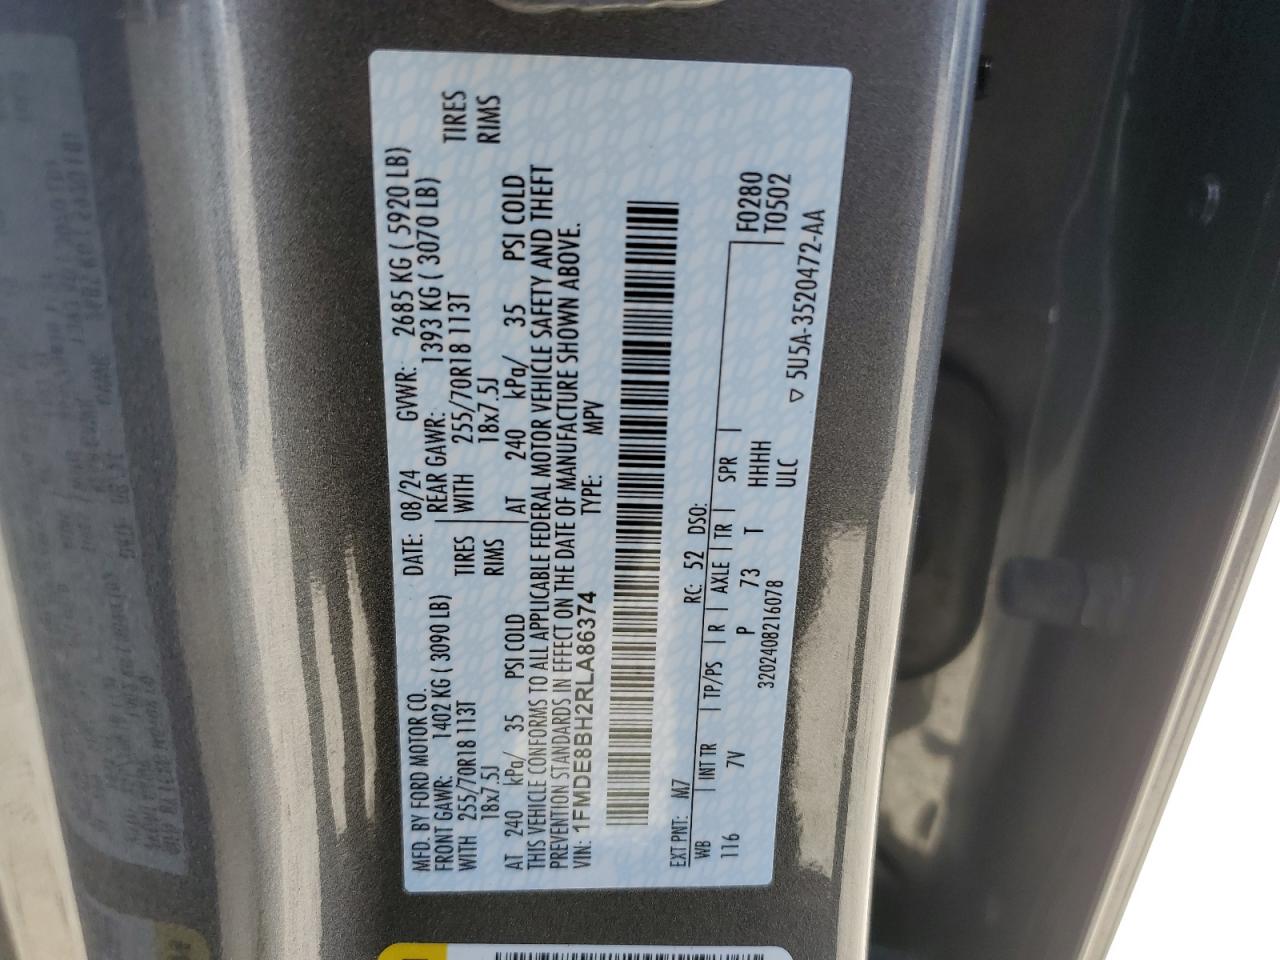 MFD. BY FORD MOTOR CO.
DATE: 08/24 GVWR: 2685 KG ( 5920 LB)
FRONT GAWR: 1402 KG ( 3090 LB) REAR GAWR: 1393 KG ( 3070 LB)
WITH 255/70R18 113T TIRES WITH 255/70R18 113T TIRES
18x7.5J RIMS 18x7.5J RIMS
AT 240 kPa/ 35 PSI COLD AT 240 kPa/ 35 PSI COLD
THIS VEHICLE CONFORMS TO ALL APPLICABLE FEDERAL MOTOR VEHICLE SAFETY AND THEFT
PREVENTION STANDARDS IN EFFECT ON THE DATE OF MANUFACTURE SHOWN ABOVE.
VIN: 1FMDE8BH2RLA86374 TYPE: MPV
EXT PNT: M7 RC: 52 DSO: F0280
WB INT TR TP/PS R AXLE TR SPR T0502
116 7V P 73 T HHHH
3202408216078 ULC
▽ 5U5A-3520472-AA